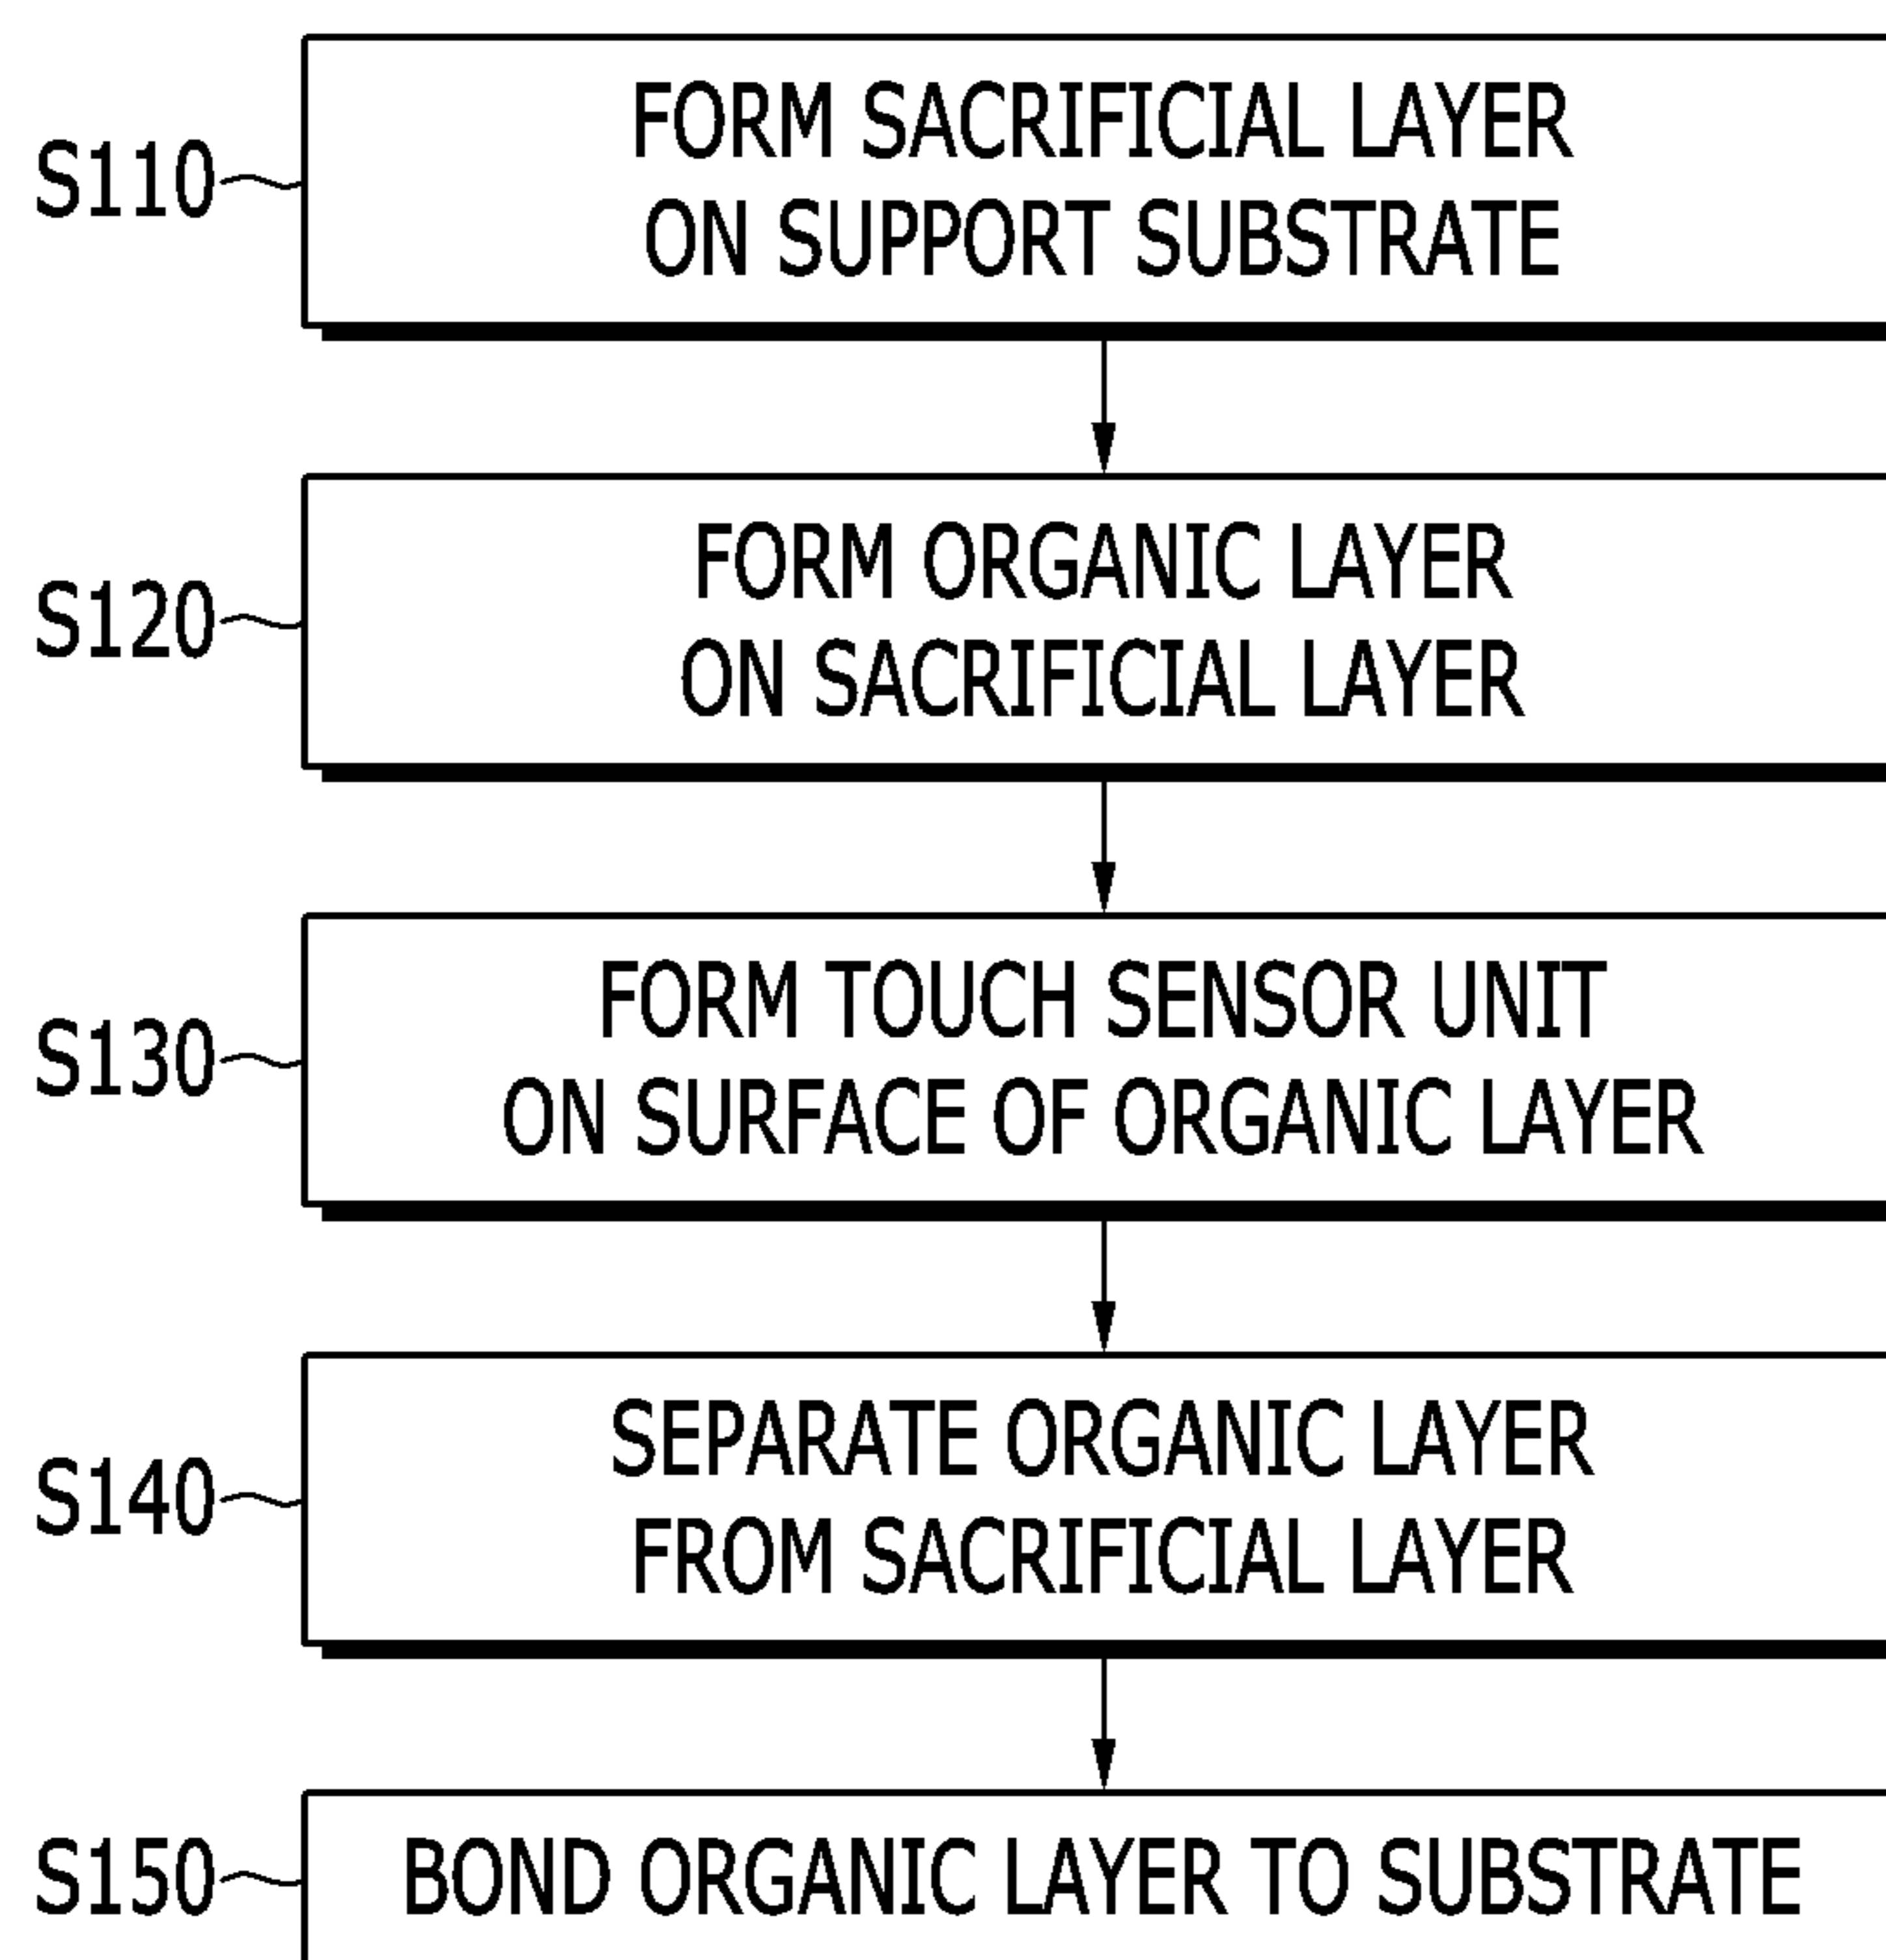 S110
FORM SACRIFICIAL LAYER
ON SUPPORT SUBSTRATE
S120
FORM ORGANIC LAYER
ON SACRIFICIAL LAYER
S130
FORM TOUCH SENSOR UNIT
ON SURFACE OF ORGANIC LAYER
S140
SEPARATE ORGANIC LAYER
FROM SACRIFICIAL LAYER
S150
BOND ORGANIC LAYER TO SUBSTRATE